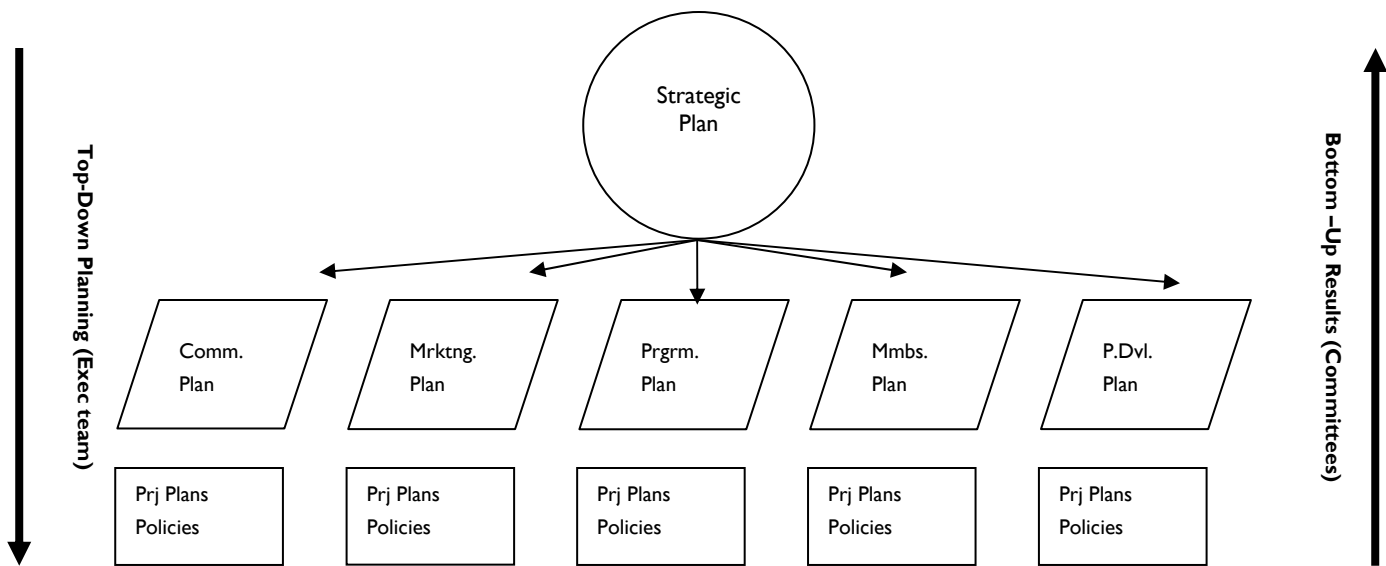 Strategic
Plan
Top-Down Planning (Exec team)
Bottom –Up Results (Committees)
Comm.
Plan
Mrktng.
Plan
Prgrm.
Plan
Mmbs.
Plan
P.Dvl.
Plan
Prj Plans
Policies
Prj Plans
Policies
Prj Plans
Policies
Prj Plans
Policies
Prj Plans
Policies